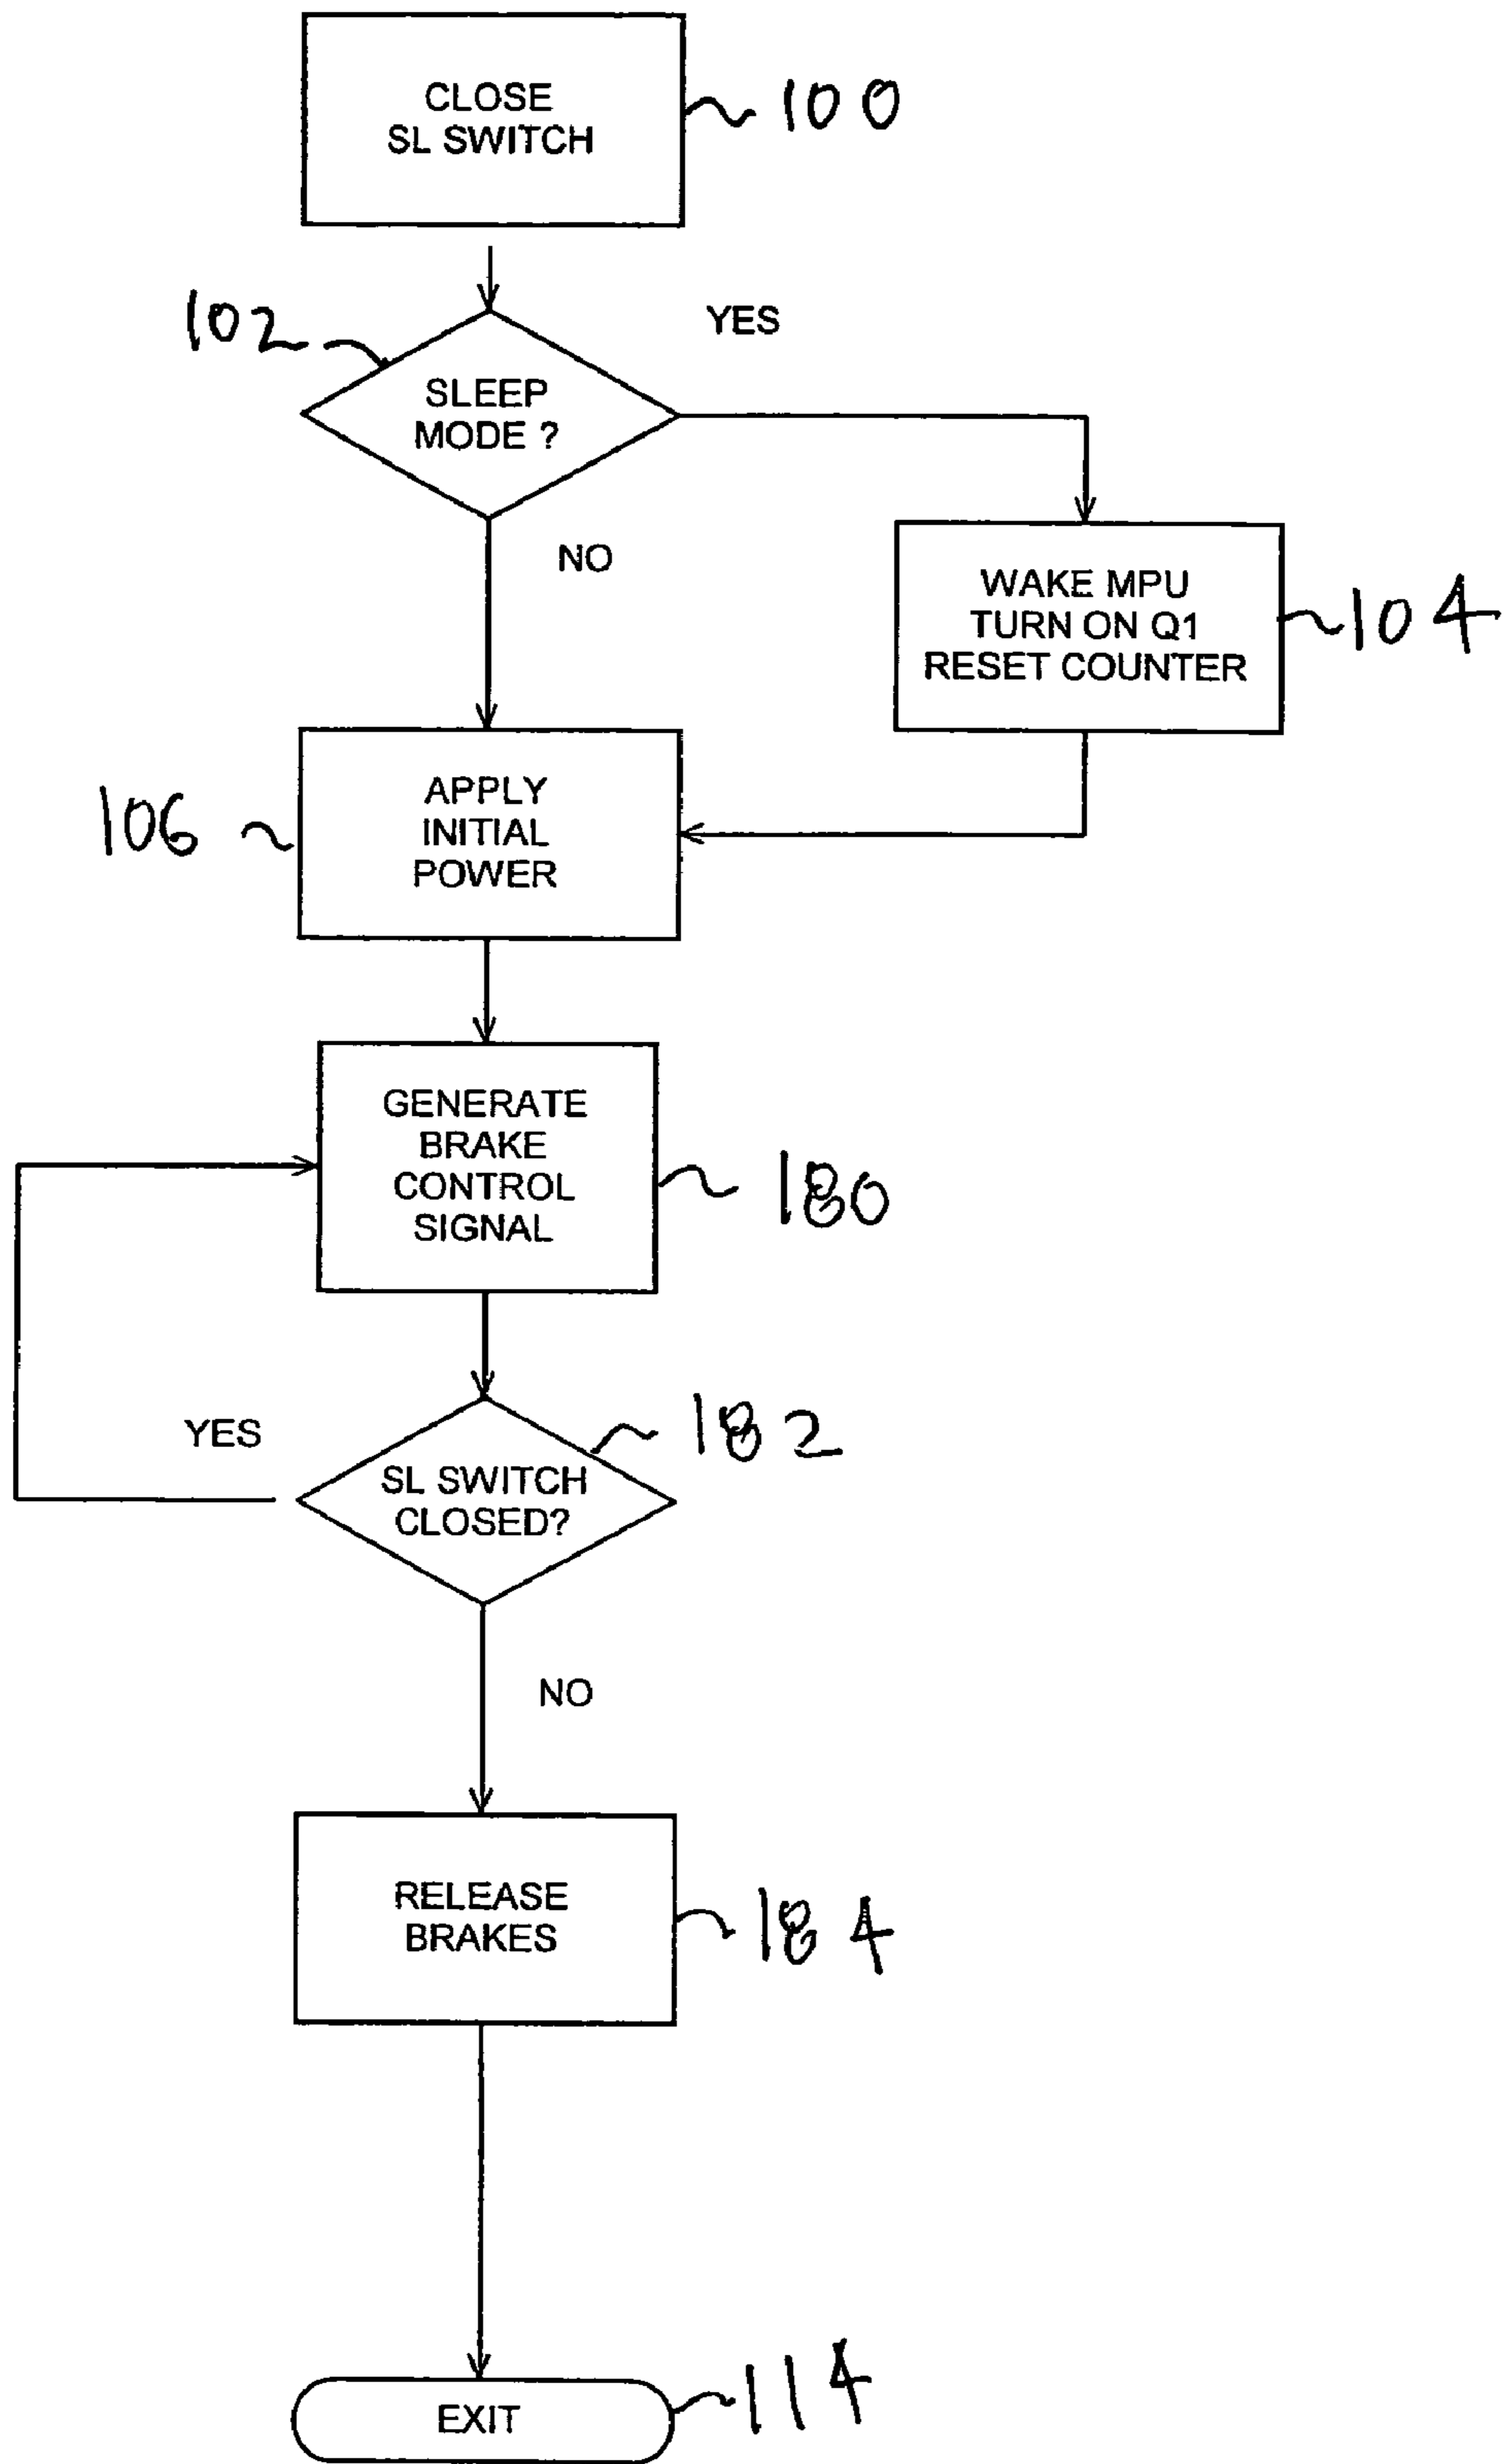 CLOSE
SL SWITCH
100
102
YES
SLEEP
MODE ?
NO
WAKE MPU
TURN ON Q1
RESET COUNTER
104
APPLY
INITIAL
POWER
106
GENERATE
BRAKE
CONTROL
SIGNAL
180
YES
182
SL SWITCH
CLOSED?
NO
RELEASE
BRAKES
184
EXIT
114